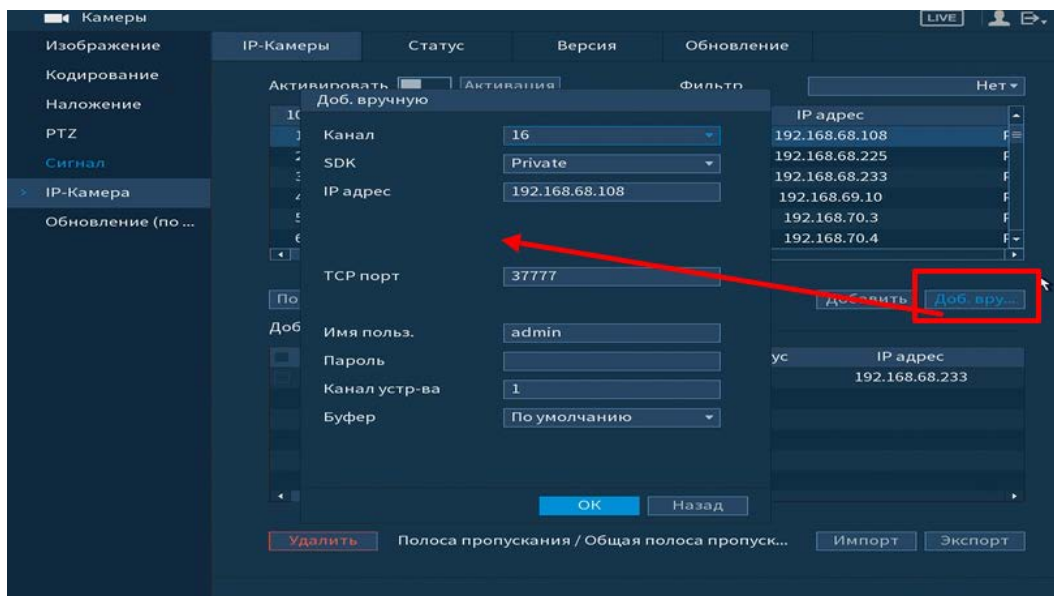 Камеры
LIVE
Изображение
Кодирование
Наложение
PTZ
Сигнал
IP-Камера
Обновление (по ...
IP-Камеры Статус Версия Обновление
Активировать Активация Фильтр Нет
IP адрес
192.168.68.108
192.168.68.225
192.168.68.233
192.168.69.10
192.168.70.3
192.168.70.4
Доб. вручную
Канал 16
SDK Private
IP адрес 192.168.68.108
TCP порт 37777
Имя польз. admin
Пароль
Канал устр-ва 1
Буфер По умолчанию
OK Назад
Добавить Доб. вру...
IP адрес
192.168.68.233
Удалить Полоса пропускания / Общая полоса пропуск... Импорт Экспорт